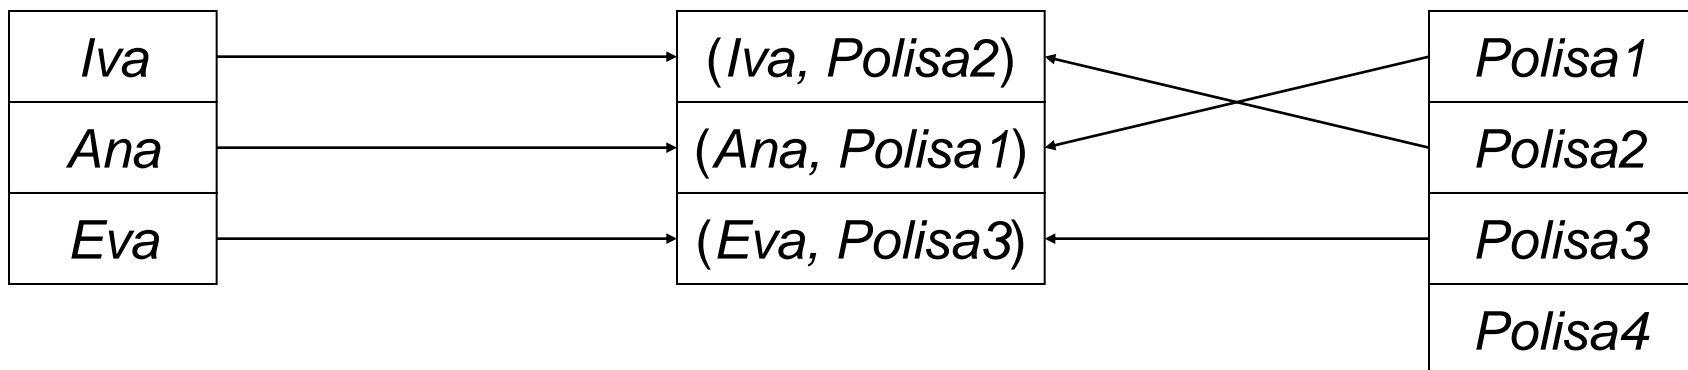 Iva
(Iva, Polisa2)
Polisa1
Ana
(Ana, Polisa1)
Polisa2
Eva
(Eva, Polisa3)
Polisa3
Polisa4